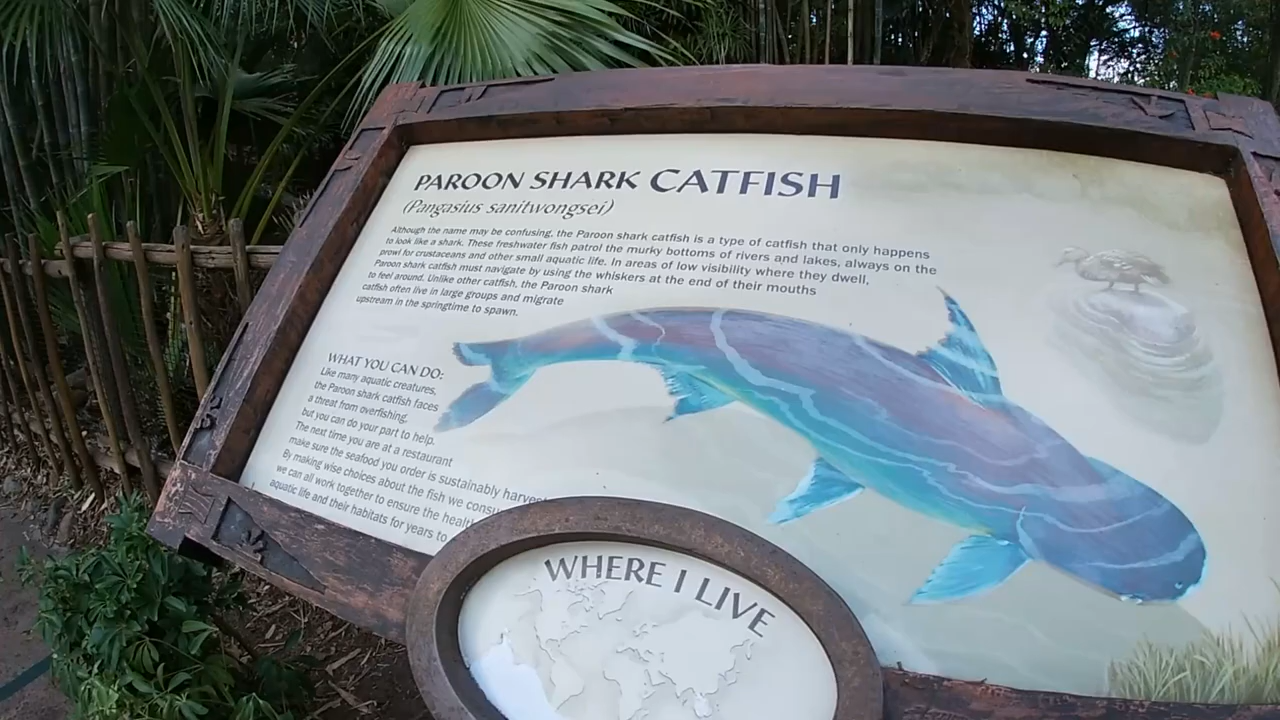 PAROON SHARK CATFISH
(Pangasius sanitwongsei)
Although the name may be confusing, the Paroon shark catfish is a type of catfish that only happens
to look like a shark. These freshwater fish patrol the murky bottoms of rivers and lakes, always on the
prowl for crustaceans and other small aquatic life. In areas of low visibility where they dwell,
Paroon shark catfish must navigate by using the whiskers at the end of their mouths
to feel around. Unlike other catfish, the Paroon shark
catfish often live in large groups and migrate
upstream in the springtime to spawn.
WHAT YOU CAN DO:
Like many aquatic creatures,
the Paroon shark catfish faces
a threat from overfishing,
but you can do your part to help.
The next time you are at a restaurant
make sure the seafood you order is sustainably harves
By making wise choices about the fish we consu
we can all work together to ensure the health
aquatic life and their habitats for years to
WHERE I LIVE